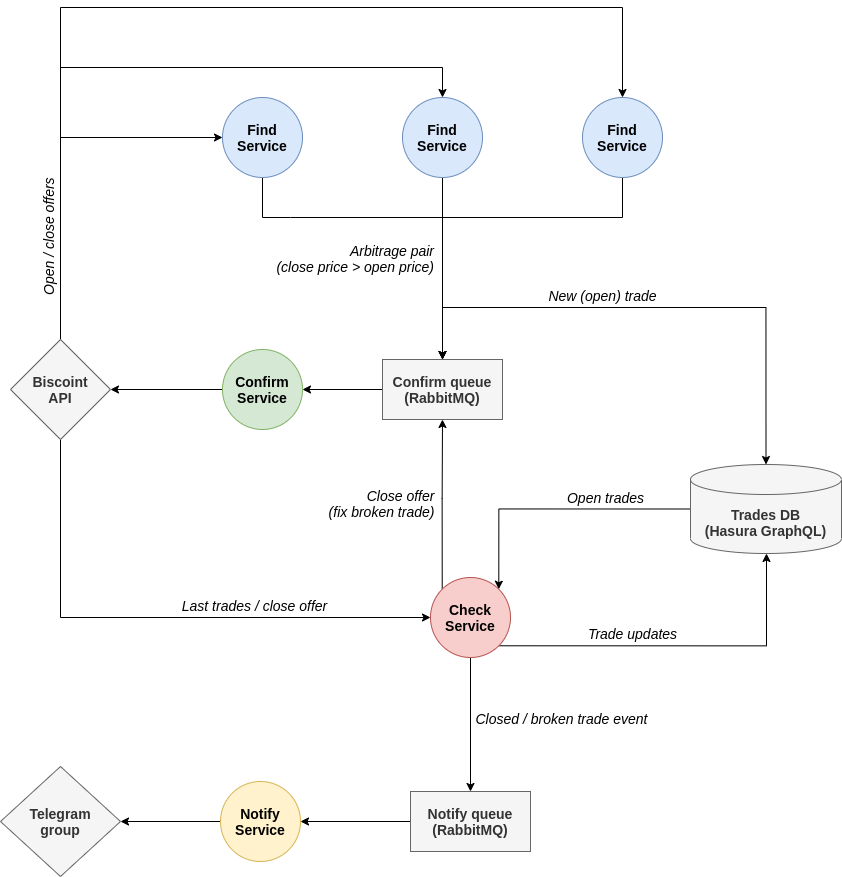 Find
Service
Find
Service
Find
Service
Open / close offers
Arbitrage pair
(close price > open price)
New (open) trade
Biscoint
API
Confirm
Service
Confirm queue
(RabbitMQ)
Close offer
(fix broken trade)
Open trades
Trades DB
(Hasura GraphQL)
Last trades / close offer
Check
Service
Trade updates
Closed / broken trade event
Telegram
group
Notify
Service
Notify queue
(RabbitMQ)